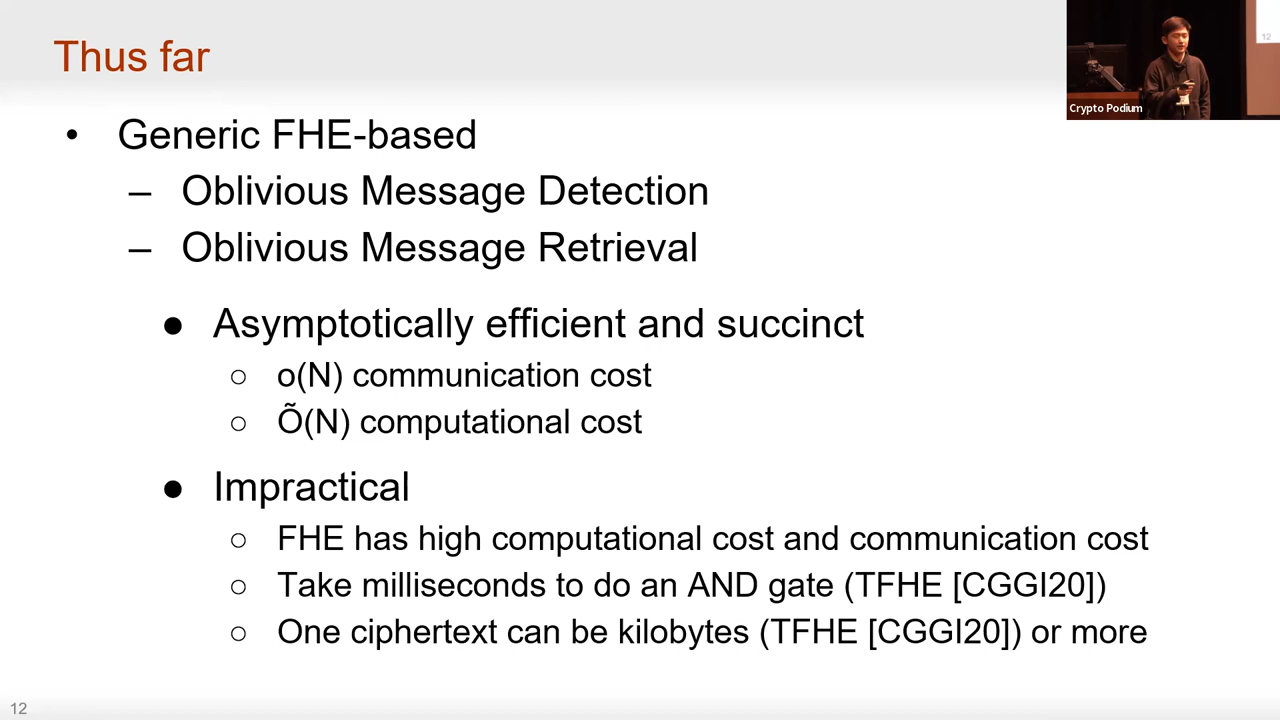 Thus far
12
Crypto Podium
• Generic FHE-based
– Oblivious Message Detection
– Oblivious Message Retrieval
● Asymptotically efficient and succinct
○ o(N) communication cost
○ Õ(N) computational cost
● Impractical
○ FHE has high computational cost and communication cost
○ Take milliseconds to do an AND gate (TFHE [CGGI20])
○ One ciphertext can be kilobytes (TFHE [CGGI20]) or more
12